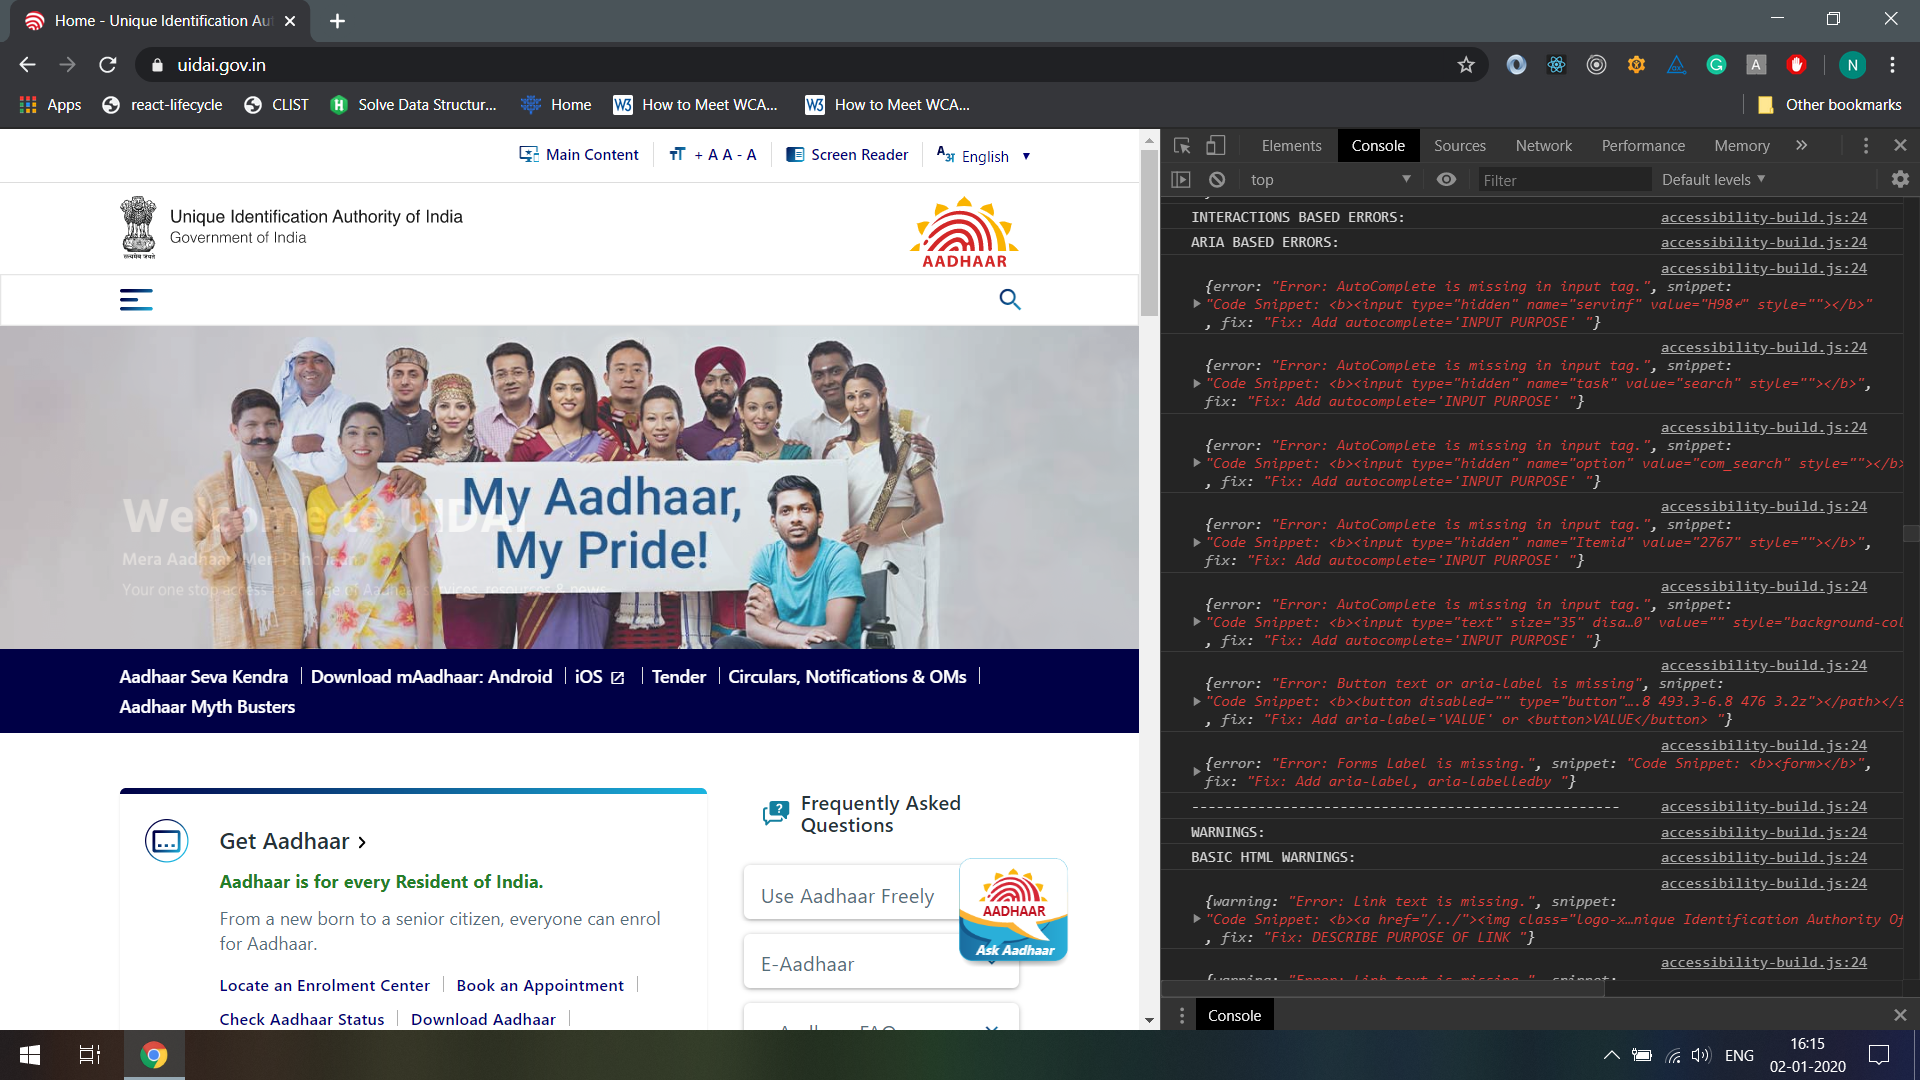 Home - Unique Identification Aut
uidai.gov.in
N
Apps
react-lifecycle
CLIST
Solve Data Structur...
Home
How to Meet WCA...
How to Meet WCA...
Other bookmarks
Main Content
+ A A - A
Screen Reader
English
Unique Identification Authority of India
Government of India
सत्यमेव जयते
AADHAAR
My Aadhaar,
My Pride!
Welcome to UIDAI
Mera Aadhaar, Meri Pehchaan
Your one stop access to a range of Aadhaar services, resources & news
Aadhaar Seva Kendra
Download mAadhaar: Android
iOS
Tender
Circulars, Notifications & OMs
Aadhaar Myth Busters
Get Aadhaar
Aadhaar is for every Resident of India.
From a new born to a senior citizen, everyone can enrol
for Aadhaar.
Locate an Enrolment Center
Book an Appointment
Check Aadhaar Status
Download Aadhaar
Frequently Asked
Questions
Use Aadhaar Freely
E-Aadhaar
AADHAAR
Ask Aadhaar
Elements
Console
Sources
Network
Performance
Memory
top
Filter
Default levels
INTERACTIONS BASED ERRORS: accessibility-build.js:24
ARIA BASED ERRORS: accessibility-build.js:24
accessibility-build.js:24
{error: "Error: AutoComplete is missing in input tag.", snippet:
"Code Snippet: <b><input type="hidden" name="servinf" value="H98↵" style=""></b>"
, fix: "Fix: Add autocomplete='INPUT PURPOSE' "}
accessibility-build.js:24
{error: "Error: AutoComplete is missing in input tag.", snippet:
"Code Snippet: <b><input type="hidden" name="task" value="search" style=""></b>",
fix: "Fix: Add autocomplete='INPUT PURPOSE' "}
accessibility-build.js:24
{error: "Error: AutoComplete is missing in input tag.", snippet:
"Code Snippet: <b><input type="hidden" name="option" value="com_search" style=""></b>
, fix: "Fix: Add autocomplete='INPUT PURPOSE' "}
accessibility-build.js:24
{error: "Error: AutoComplete is missing in input tag.", snippet:
"Code Snippet: <b><input type="hidden" name="Itemid" value="2767" style=""></b>",
fix: "Fix: Add autocomplete='INPUT PURPOSE' "}
accessibility-build.js:24
{error: "Error: AutoComplete is missing in input tag.", snippet:
"Code Snippet: <b><input type="text" size="35" disa…0" value="" style="background-col
, fix: "Fix: Add autocomplete='INPUT PURPOSE' "}
accessibility-build.js:24
{error: "Error: Button text or aria-label is missing", snippet:
"Code Snippet: <b><button disabled="" type="button"….8 493.3-6.8 476 3.2z"></path></s
, fix: "Fix: Add aria-label='VALUE' or <button>VALUE</button> "}
accessibility-build.js:24
{error: "Error: Forms Label is missing.", snippet: "Code Snippet: <b><form></b>",
fix: "Fix: Add aria-label, aria-labelledby "}
---------------------------------------------------- accessibility-build.js:24
WARNINGS: accessibility-build.js:24
BASIC HTML WARNINGS: accessibility-build.js:24
accessibility-build.js:24
{warning: "Error: Link text is missing.", snippet:
"Code Snippet: <b><a href="/../"><img class="logo-x…nique Identification Authority Of
, fix: "Fix: DESCRIBE PURPOSE OF LINK "}
accessibility-build.js:24
{warning: "Error: Link text is missing.", snippet:
Console
ENG
16:15
02-01-2020